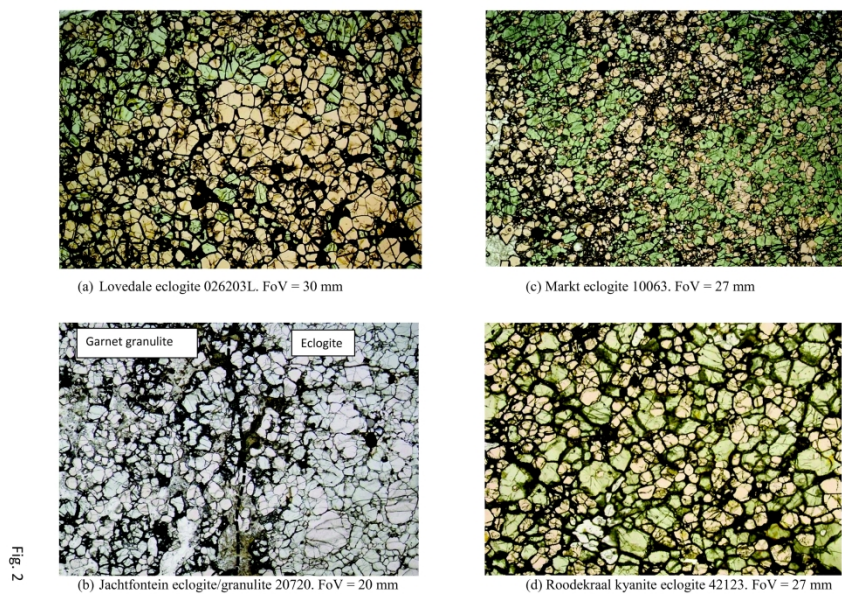 (a) Lovedale eclogite 026203L. FoV = 30 mm
(c) Markt eclogite 10063. FoV = 27 mm
Garnet granulite
Eclogite
(b) Jachtfontein eclogite/granulite 20720. FoV = 20 mm
(d) Roodekraal kyanite eclogite 42123. FoV = 27 mm
Fig. 2